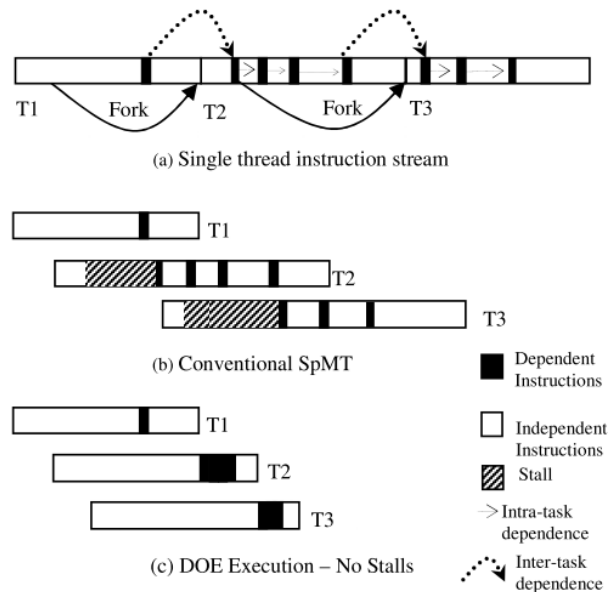 T1
Fork
T2
Fork
T3
(a) Single thread instruction stream
T1
T2
T3
(b) Conventional SpMT
T1
T2
T3
(c) DOE Execution – No Stalls
Dependent
Instructions
Independent
Instructions
Stall
Intra-task
dependence
Inter-task
dependence